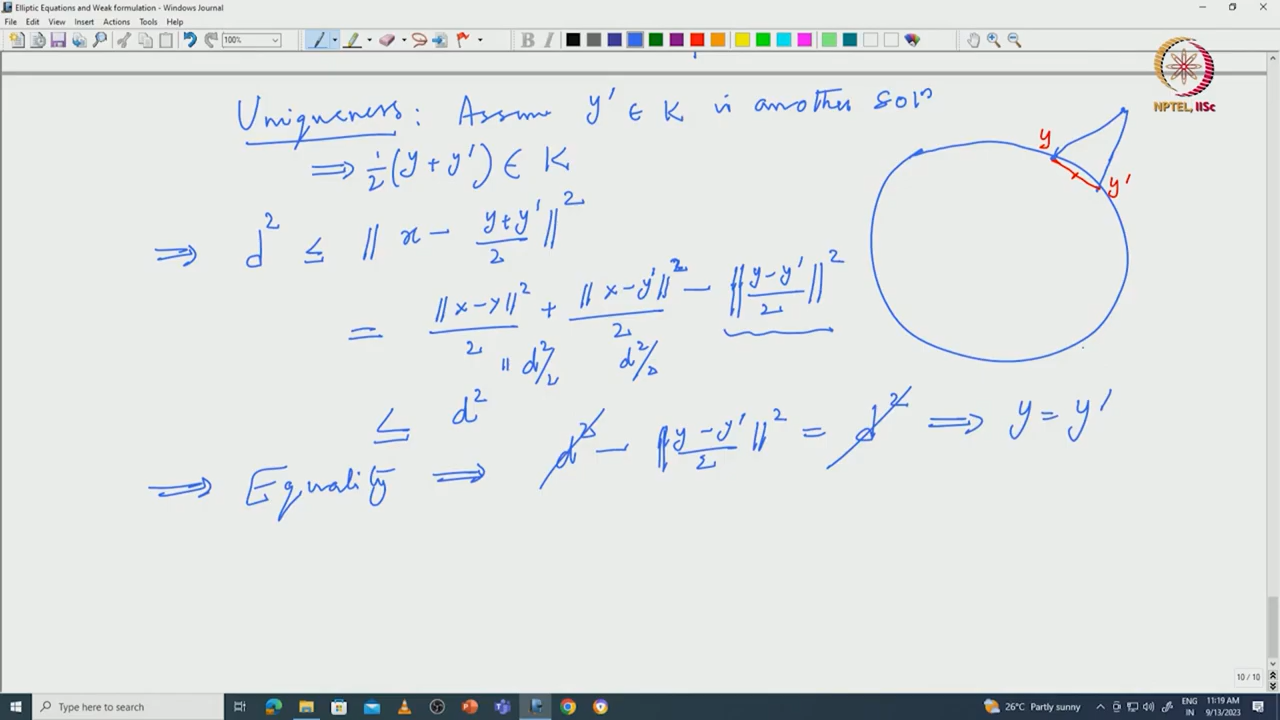 Elliptic Equations and Weak formulation - Windows Journal
File Edit View Insert Actions Tools Help
100%
B I
NPTEL, IISc
Uniqueness : Assume y' ∈ K is another solⁿ
⟹ 1/2 (y + y') ∈ K
⟹ d² ≤ || x - (y+y')/2 ||²
= ||x-y||²/2 + ||x-y'||²/2 - ||(y-y')/2||²
= d²/2 d²/2
≤ d²
⟹ Equality ⟹ d² - ||(y-y')/2||² = d² ⟹ y = y'
y
y'
10 / 10
Type here to search
26°C Partly sunny
ENG
IN
11:19 AM
9/13/2023